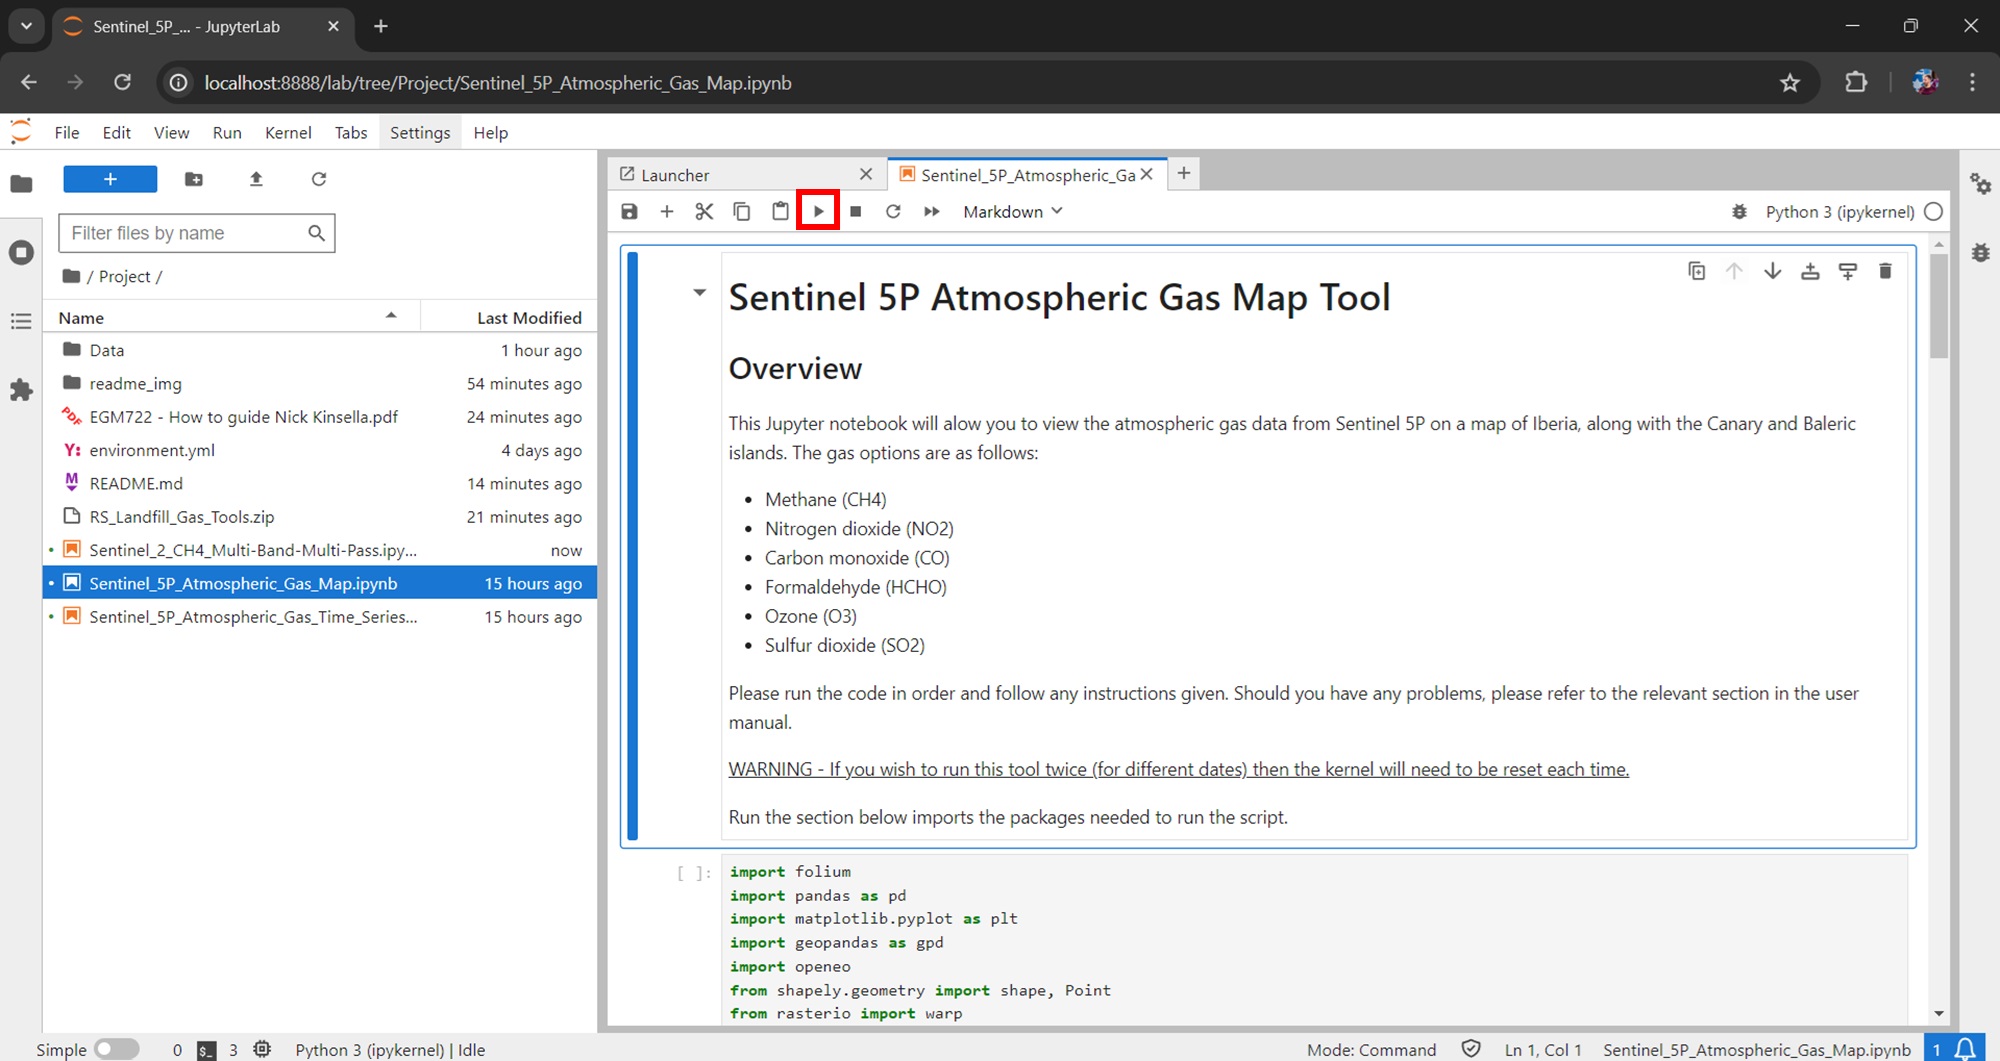 Sentinel_5P_... - JupyterLab
localhost:8888/lab/tree/Project/Sentinel_5P_Atmospheric_Gas_Map.ipynb
File Edit View Run Kernel Tabs Settings Help
Filter files by name
/ Project /
Name Last Modified
Data 1 hour ago
readme_img 54 minutes ago
EGM722 - How to guide Nick Kinsella.pdf 24 minutes ago
Y: environment.yml 4 days ago
M README.md 14 minutes ago
RS_Landfill_Gas_Tools.zip 21 minutes ago
Sentinel_2_CH4_Multi-Band-Multi-Pass.ipy... now
Sentinel_5P_Atmospheric_Gas_Map.ipynb 15 hours ago
Sentinel_5P_Atmospheric_Gas_Time_Series... 15 hours ago
Launcher Sentinel_5P_Atmospheric_Ga
Markdown Python 3 (ipykernel)
Sentinel 5P Atmospheric Gas Map Tool
Overview
This Jupyter notebook will alow you to view the atmospheric gas data from Sentinel 5P on a map of Iberia, along with the Canary and Baleric
islands. The gas options are as follows:
• Methane (CH4)
• Nitrogen dioxide (NO2)
• Carbon monoxide (CO)
• Formaldehyde (HCHO)
• Ozone (O3)
• Sulfur dioxide (SO2)
Please run the code in order and follow any instructions given. Should you have any problems, please refer to the relevant section in the user
manual.
WARNING - If you wish to run this tool twice (for different dates) then the kernel will need to be reset each time.
Run the section below imports the packages needed to run the script.
[ ]: import folium
import pandas as pd
import matplotlib.pyplot as plt
import geopandas as gpd
import openeo
from shapely.geometry import shape, Point
from rasterio import warp
Simple 0 $_ 3 Python 3 (ipykernel) | Idle Mode: Command Ln 1, Col 1 Sentinel_5P_Atmospheric_Gas_Map.ipynb 1